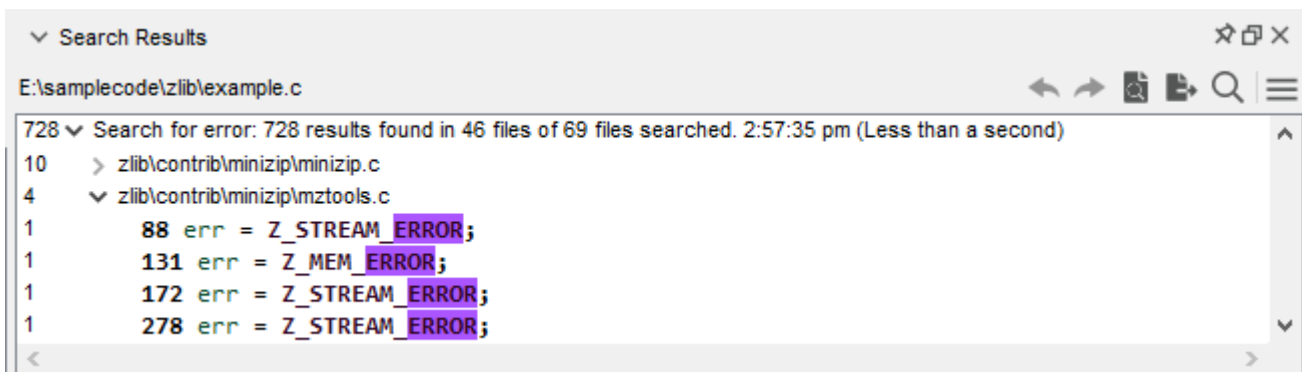 Search Results
E:\samplecode\zlib\example.c
728 Search for error: 728 results found in 46 files of 69 files searched. 2:57:35 pm (Less than a second)
10 zlib\contrib\minizip\minizip.c
4 zlib\contrib\minizip\mztools.c
1 88 err = Z_STREAM_ERROR;
1 131 err = Z_MEM_ERROR;
1 172 err = Z_STREAM_ERROR;
1 278 err = Z_STREAM_ERROR;